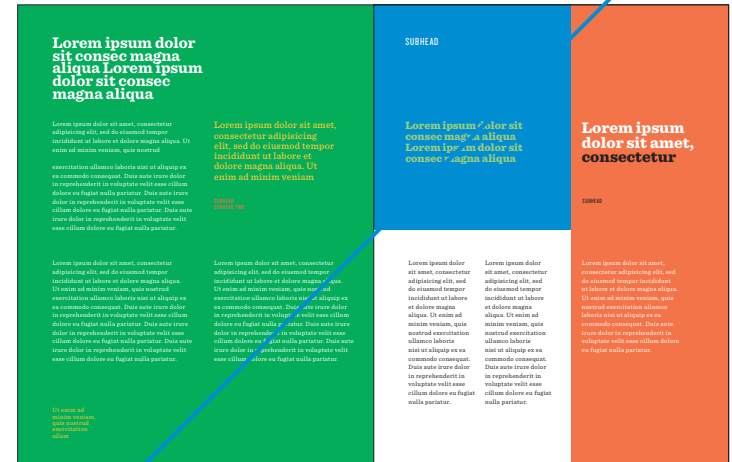 Lorem ipsum dolor
sit consec magna
aliqua Lorem ipsum
dolor sit consec
magna aliqua
Lorem ipsum dolor sit amet, consectetur
adipisicing elit, sed do eiusmod tempor
incididunt ut labore et dolore magna aliqua. Ut
enim ad minim veniam, quis nostrud
exercitation ullamco laboris nisi ut aliquip ex
ea commodo consequat. Duis aute irure dolor
in reprehenderit in voluptate velit esse cillum
dolore eu fugiat nulla pariatur. Duis aute irure
dolor in reprehenderit in voluptate velit esse
cillum dolore eu fugiat nulla pariatur. Duis aute
irure dolor in reprehenderit in voluptate velit
esse cillum dolore eu fugiat nulla pariatur.
Lorem ipsum dolor sit amet,
consectetur adipisicing
elit, sed do eiusmod tempor
incididunt ut labore et
dolore magna aliqua. Ut
enim ad minim veniam
SUBHEAD
Lorem ipsum dolor sit amet, consectetur
adipisicing elit, sed do eiusmod tempor
incididunt ut labore et dolore magna aliqua.
Ut enim ad minim veniam, quis nostrud
exercitation ullamco laboris nisi ut aliquip ex
ea commodo consequat. Duis aute irure dolor
in reprehenderit in voluptate velit esse cillum
dolore eu fugiat nulla pariatur. Duis aute irure
dolor in reprehenderit in voluptate velit esse
cillum dolore eu fugiat nulla pariatur. Duis aute
irure dolor in reprehenderit in voluptate velit
esse cillum dolore eu fugiat nulla pariatur.
Lorem ipsum dolor sit amet, consectetur
adipisicing elit, sed do eiusmod tempor
incididunt ut labore et dolore magna aliqua.
Ut enim ad minim veniam, quis nostrud
exercitation ullamco laboris nisi ut aliquip ex
ea commodo consequat. Duis aute irure dolor
in reprehenderit in voluptate velit esse cillum
dolore eu fugiat nulla pariatur. Duis aute irure
dolor in reprehenderit in voluptate velit esse
cillum dolore eu fugiat nulla pariatur. Duis aute
irure dolor in reprehenderit in voluptate velit
esse cillum dolore eu fugiat nulla pariatur.
Ut enim ad
minim veniam,
quis nostrud
exercitation
ullam
SUBHEAD
Lorem ipsum dolor sit
consec magna aliqua
Lorem ipsum dolor sit
consec magna aliqua
Lorem ipsum dolor
sit amet, consectetur
adipisicing elit, sed
do eiusmod tempor
incididunt ut labore
et dolore magna
aliqua. Ut enim ad
minim veniam, quis
nostrud exercitation
ullamco laboris
nisi ut aliquip ex ea
commodo consequat.
Duis aute irure dolor
in reprehenderit in
voluptate velit esse
cillum dolore eu fugiat
nulla pariatur.
Lorem ipsum dolor
sit amet, consectetur
adipisicing elit, sed
do eiusmod tempor
incididunt ut labore
et dolore magna
aliqua. Ut enim ad
minim veniam, quis
nostrud exercitation
ullamco laboris
nisi ut aliquip ex ea
commodo consequat.
Duis aute irure dolor
in reprehenderit in
voluptate velit esse
cillum dolore eu fugiat
nulla pariatur.
Lorem ipsum
dolor sit amet,
consectetur
SUBHEAD
Lorem ipsum dolor sit amet,
consectetur adipisicing elit,
sed do eiusmod tempor incididunt
ut labore et dolore magna aliqua.
Ut enim ad minim veniam, quis
nostrud exercitation ullamco
laboris nisi ut aliquip ex ea
commodo consequat. Duis aute
irure dolor in reprehenderit in
voluptate velit esse cillum dolore
eu fugiat nulla pariatur.